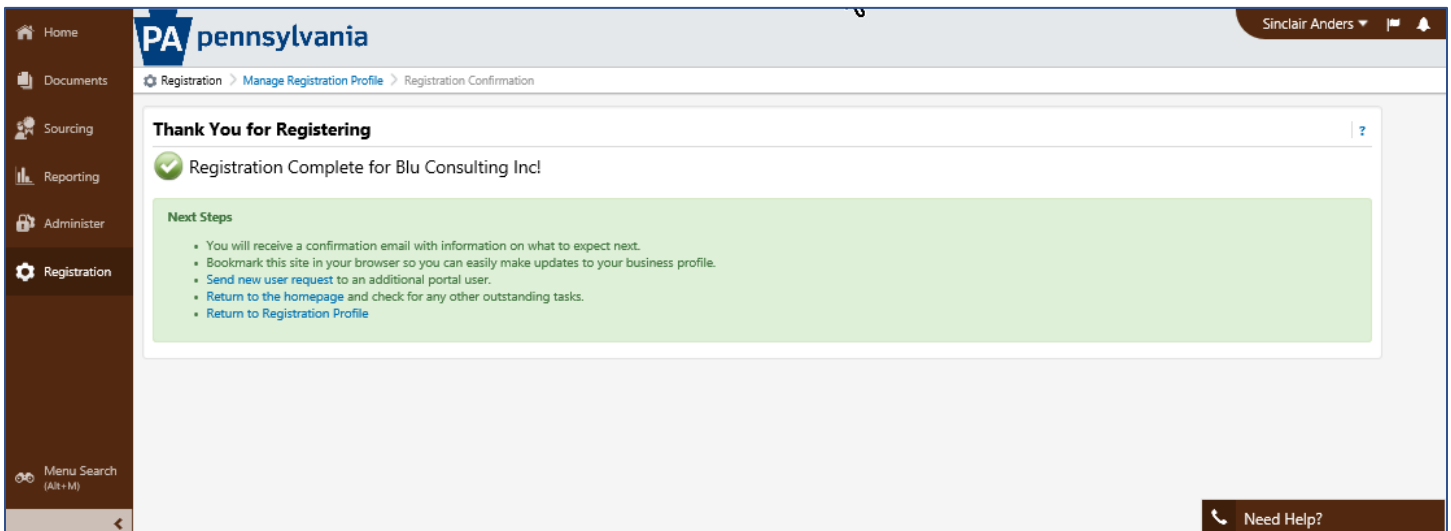 Home
Documents
Sourcing
Reporting
Administer
Registration
Menu Search
(Alt+M)
PA pennsylvania
Sinclair Anders
Registration > Manage Registration Profile > Registration Confirmation
Thank You for Registering
?
Registration Complete for Blu Consulting Inc!
Next Steps
• You will receive a confirmation email with information on what to expect next.
• Bookmark this site in your browser so you can easily make updates to your business profile.
• Send new user request to an additional portal user.
• Return to the homepage and check for any other outstanding tasks.
• Return to Registration Profile
Need Help?